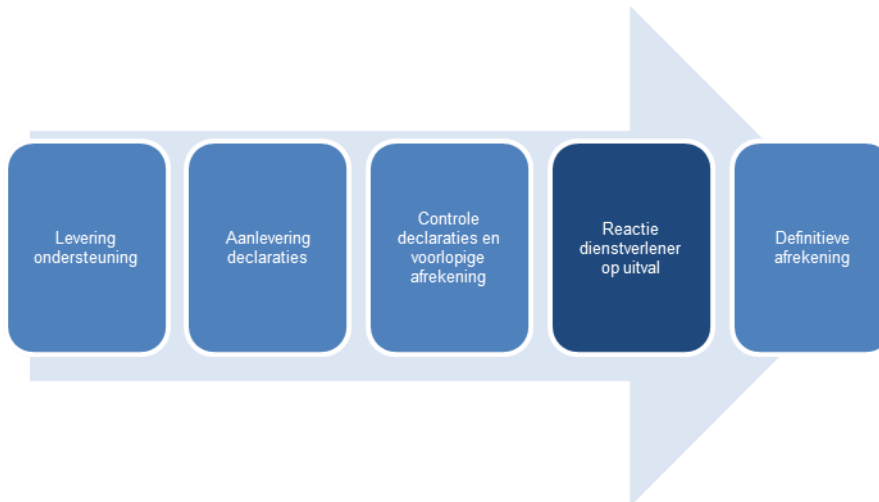 Levering
ondersteuning
Aanlevering
declaraties
Controle
declaraties en
voorlopige
afrekening
Reactie
dienstverlener
op uitval
Definitieve
afrekening